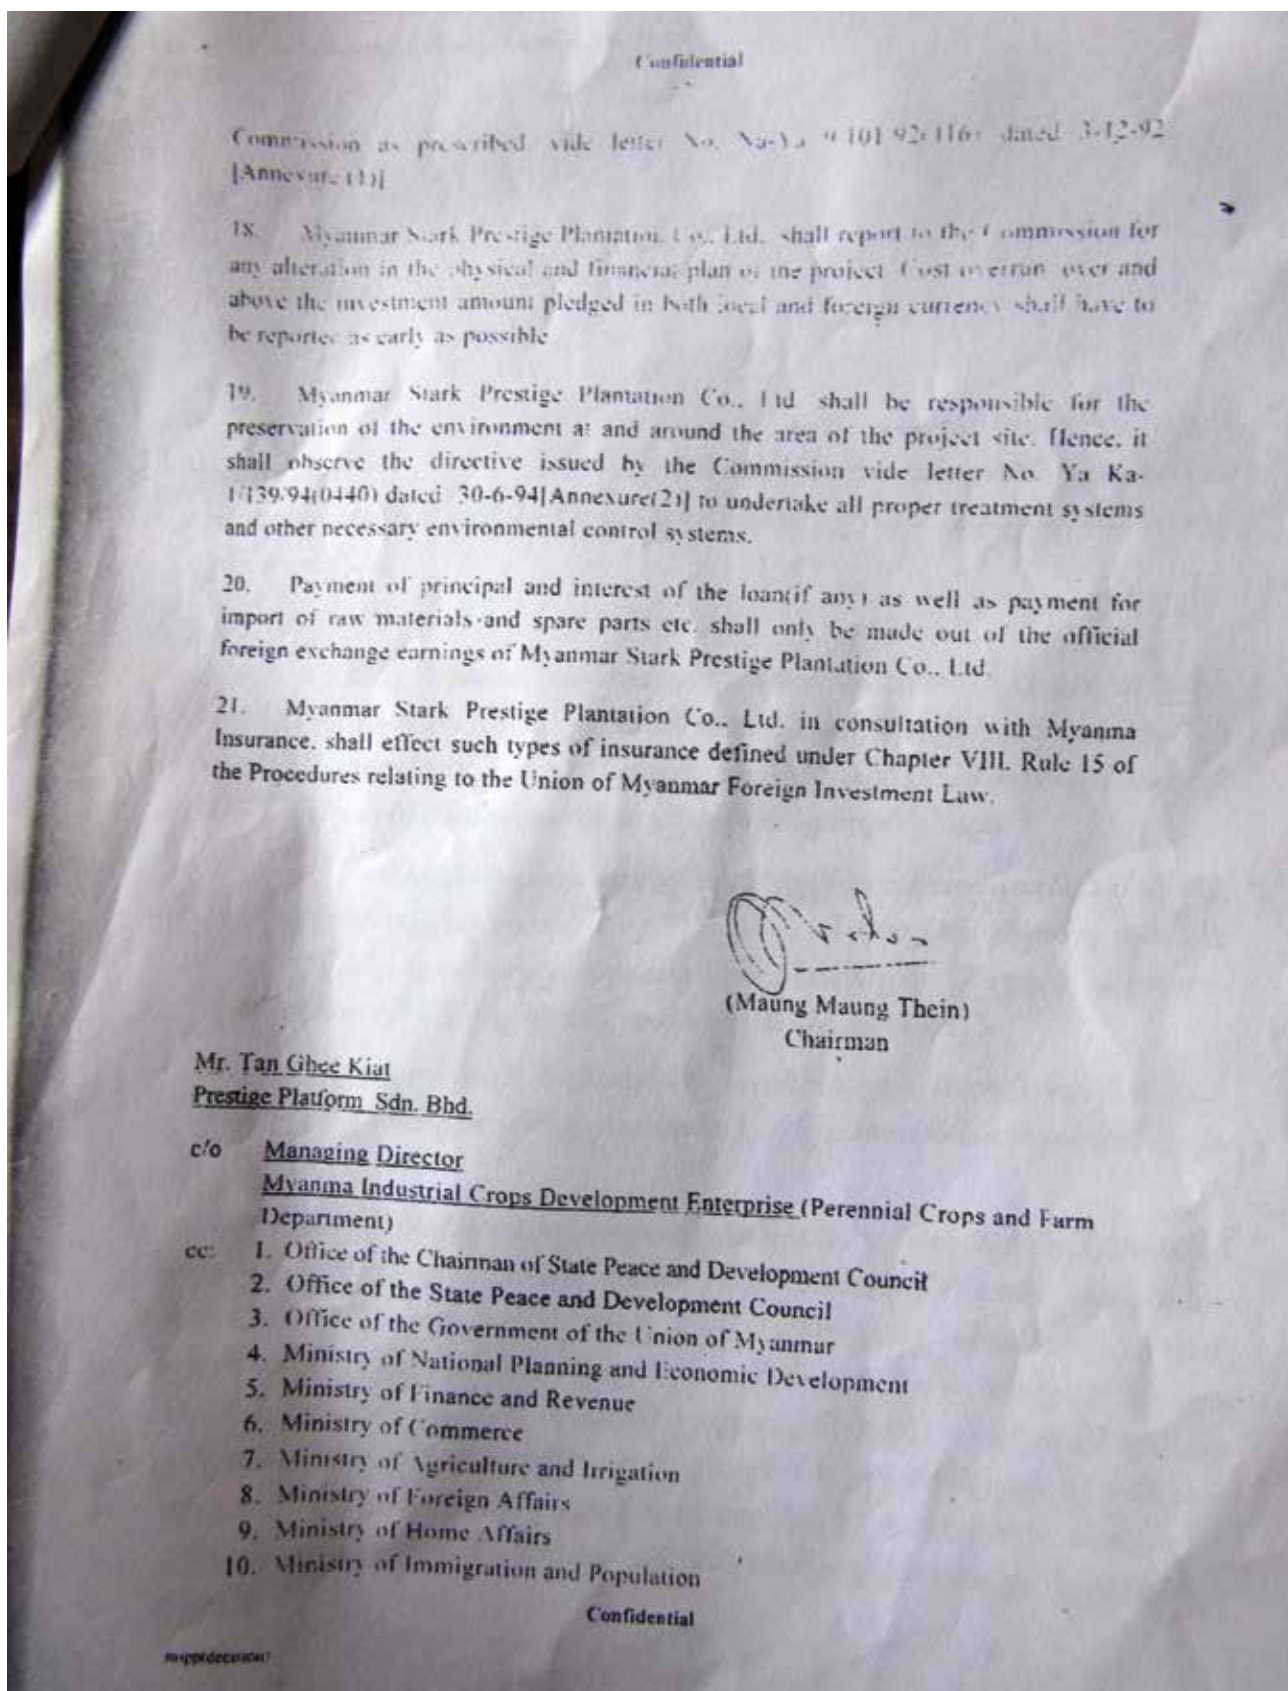 Confidential
Commission as prescribed vide letter No. Na-Ya dated 3-12-92
[Annexure (1)]
18. Myanmar Stark Prestige Plantation Co., Ltd. shall report to the Commission for
any alteration in the physical and financial plan of the project. Cost overrun over and
above the investment amount pledged in both local and foreign currency shall have to
be reported as early as possible
19. Myanmar Stark Prestige Plantation Co., Ltd shall be responsible for the
preservation of the environment at and around the area of the project site. Hence, it
shall observe the directive issued by the Commission vide letter No. Ya Ka-
1/139/94(0440) dated 30-6-94[Annexure(2)] to undertake all proper treatment systems
and other necessary environmental control systems.
20. Payment of principal and interest of the loan(if any) as well as payment for
import of raw materials and spare parts etc. shall only be made out of the official
foreign exchange earnings of Myanmar Stark Prestige Plantation Co., Ltd.
21. Myanmar Stark Prestige Plantation Co., Ltd. in consultation with Myanma
Insurance, shall effect such types of insurance defined under Chapter VIII, Rule 15 of
the Procedures relating to the Union of Myanmar Foreign Investment Law.
(Maung Maung Thein)
Chairman
Mr. Tan Ghee Kiat
Prestige Platform Sdn. Bhd.
c/o Managing Director
Myanma Industrial Crops Development Enterprise (Perennial Crops and Farm
Department)
cc: 1. Office of the Chairman of State Peace and Development Council
2. Office of the State Peace and Development Council
3. Office of the Government of the Union of Myanmar
4. Ministry of National Planning and Economic Development
5. Ministry of Finance and Revenue
6. Ministry of Commerce
7. Ministry of Agriculture and Irrigation
8. Ministry of Foreign Affairs
9. Ministry of Home Affairs
10. Ministry of Immigration and Population
Confidential